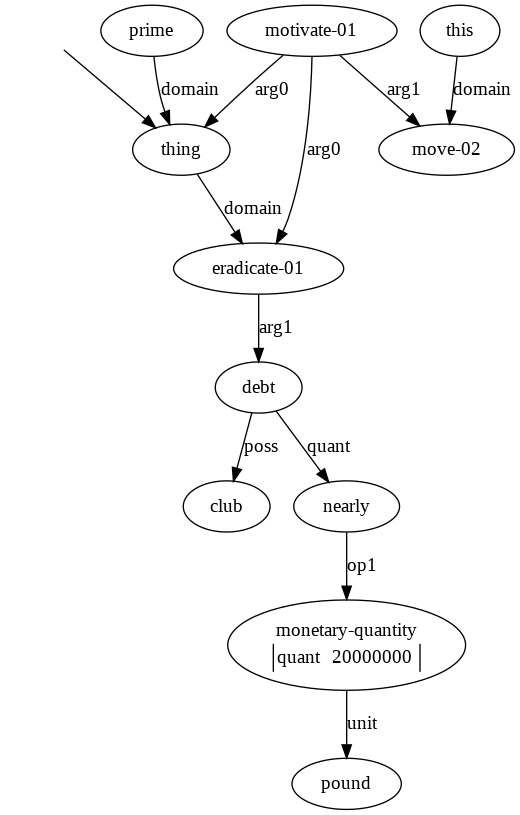 prime
motivate-01
this
domain
arg0
arg1
domain
thing
arg0
move-02
domain
eradicate-01
arg1
debt
poss
quant
club
nearly
op1
monetary-quantity
quant 20000000
unit
pound